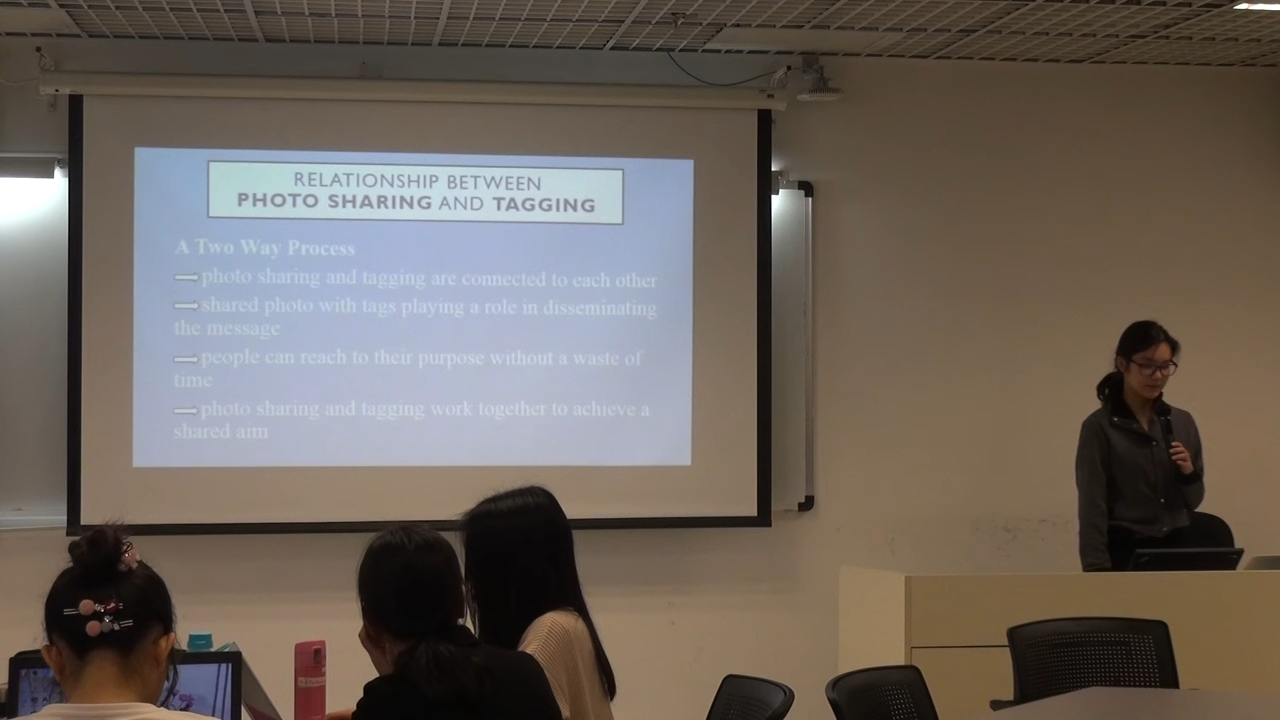 RELATIONSHIP BETWEEN
PHOTO SHARING AND TAGGING
A Two Way Process
photo sharing and tagging are connected to each other
shared photo with tags playing a role in disseminating
the message
people can reach to their purpose without a waste of
time
photo sharing and tagging work together to achieve a
shared aim